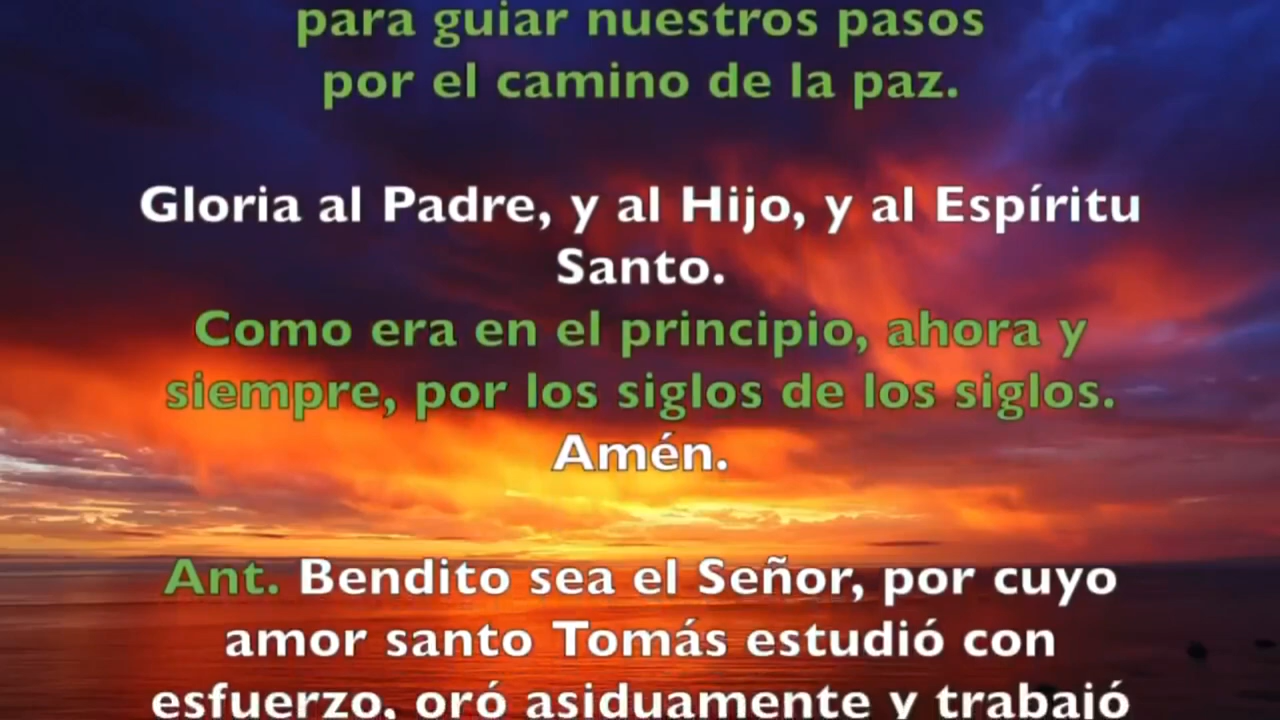 para guiar nuestros pasos
por el camino de la paz.
Gloria al Padre, y al Hijo, y al Espíritu
Santo.
Como era en el principio, ahora y
siempre, por los siglos de los siglos.
Amén.
Ant. Bendito sea el Señor, por cuyo
amor santo Tomás estudió con
esfuerzo, oró asiduamente y trabajó